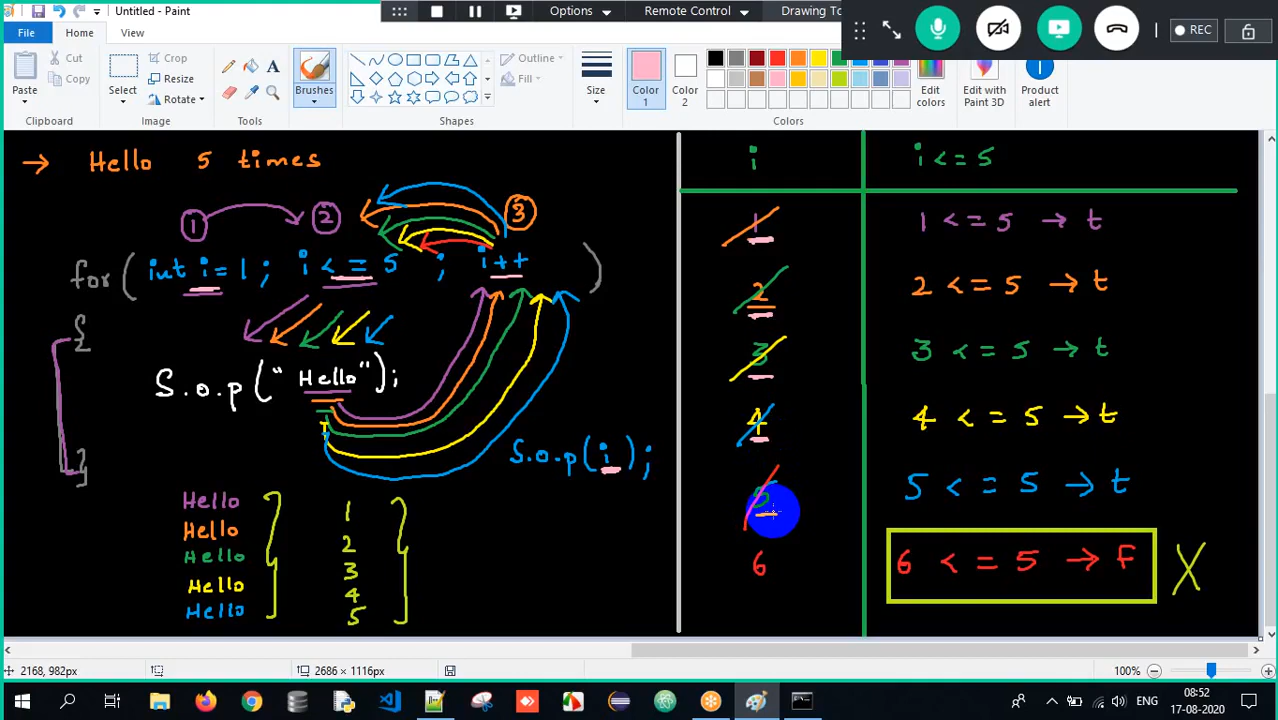 Untitled - Paint
Options
Remote Control
Drawing To
REC
File
Home
View
Paste
Cut
Copy
Clipboard
Select
Crop
Resize
Rotate
Image
Tools
Brushes
Outline
Fill
Shapes
Size
Color
1
Color
2
Edit
colors
Edit with
Paint 3D
Product
alert
Colors
→ Hello 5 times
1 2 3
for ( int i = 1 ; i <= 5 ; i++ )
{
S.o.p (" Hello");
S.o.p(i);
}
Hello 1
Hello 2
Hello 3
Hello 4
Hello 5
i i <= 5
1 1 <= 5 → t
2 2 <= 5 → t
3 3 <= 5 → t
4 4 <= 5 → t
5 5 <= 5 → t
6 6 <= 5 → F X
2168, 982px
2686 × 1116px
100%
ENG
08:52
17-08-2020